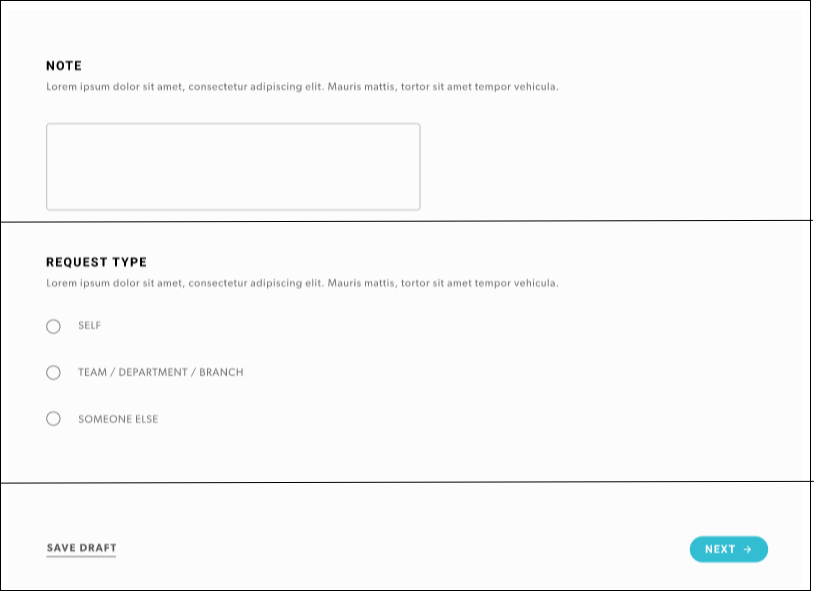 NOTE
Lorem ipsum dolor sit amet, consectetur adipiscing elit. Mauris mattis, tortor sit amet tempor vehicula.
REQUEST TYPE
Lorem ipsum dolor sit amet, consectetur adipiscing elit. Mauris mattis, tortor sit amet tempor vehicula.
SELF
TEAM / DEPARTMENT / BRANCH
SOMEONE ELSE
SAVE DRAFT
NEXT →